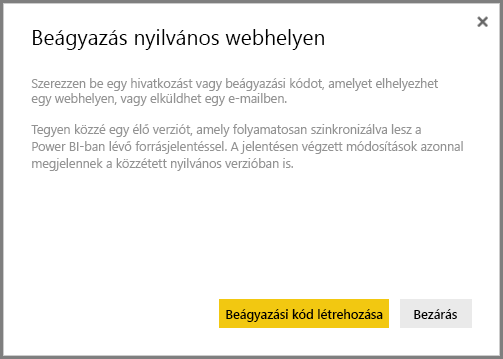 Beágyazás nyilvános webhelyen
Szerezzen be egy hivatkozást vagy beágyazási kódot, amelyet elhelyezhet
egy webhelyen, vagy elküldhet egy e-mailben.
Tegyen közzé egy élő verziót, amely folyamatosan szinkronizálva lesz a
Power BI-ban lévő forrásjelentéssel. A jelentésen végzett módosítások azonnal
megjelennek a közzétett nyilvános verzióban is.
Beágyazási kód létrehozása Bezárás